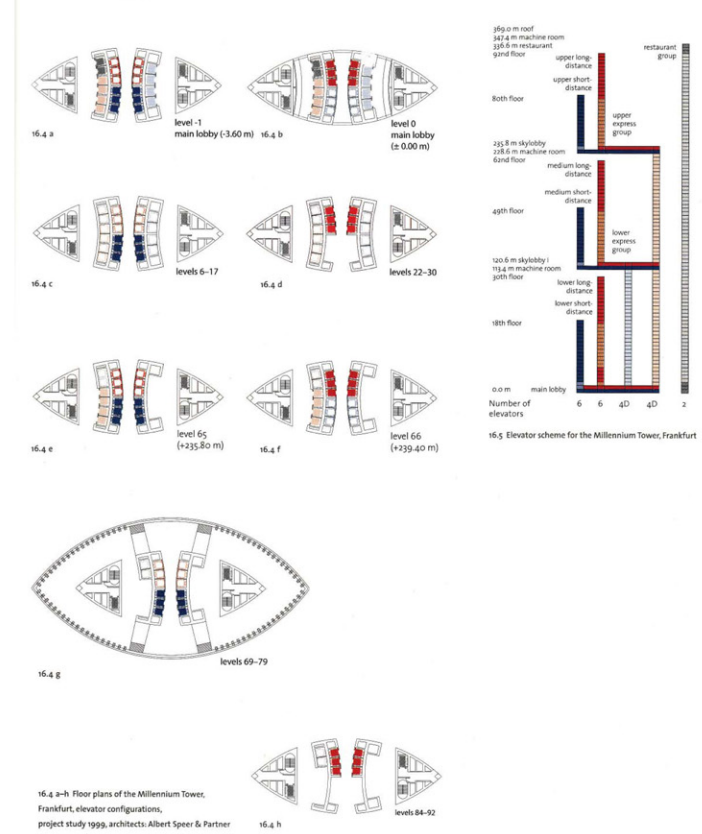 level -1
main lobby (-3.60 m)
16.4 a
level 0
main lobby
(± 0.00 m)
16.4 b
levels 6–17
16.4 c
levels 22–30
16.4 d
level 65
(+235.80 m)
16.4 e
level 66
(+239.40 m)
16.4 f
levels 69–79
16.4 g
levels 84–92
16.4 h
16.4 a–h Floor plans of the Millennium Tower,
Frankfurt, elevator configurations,
project study 1999, architects: Albert Speer & Partner
369.0 m roof
347.4 m machine room
336.6 m restaurant
92nd floor
upper long-
distance
upper short-
distance
80th floor
upper
express
group
235.8 m skylobby
228.6 m machine room
62nd floor
medium long-
distance
medium short-
distance
49th floor
lower
express
group
120.6 m skylobby i
113.4 m machine room
30th floor
lower long-
distance
lower short-
distance
18th floor
0.0 m main lobby
restaurant
group
Number of
elevators
6 6 4D 4D 2
16.5 Elevator scheme for the Millennium Tower, Frankfurt